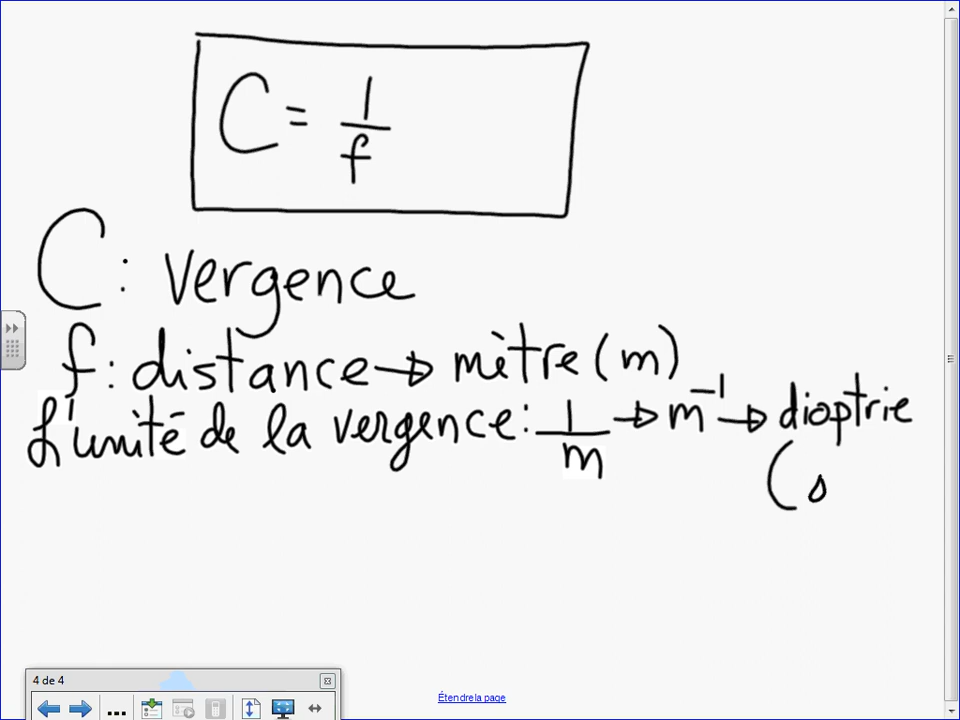 C = 1/f
C : vergence
f : distance → mètre (m)
L'unité de la vergence : 1/m → m⁻¹ → dioptrie
(
4 de 4
...
Étendre la page